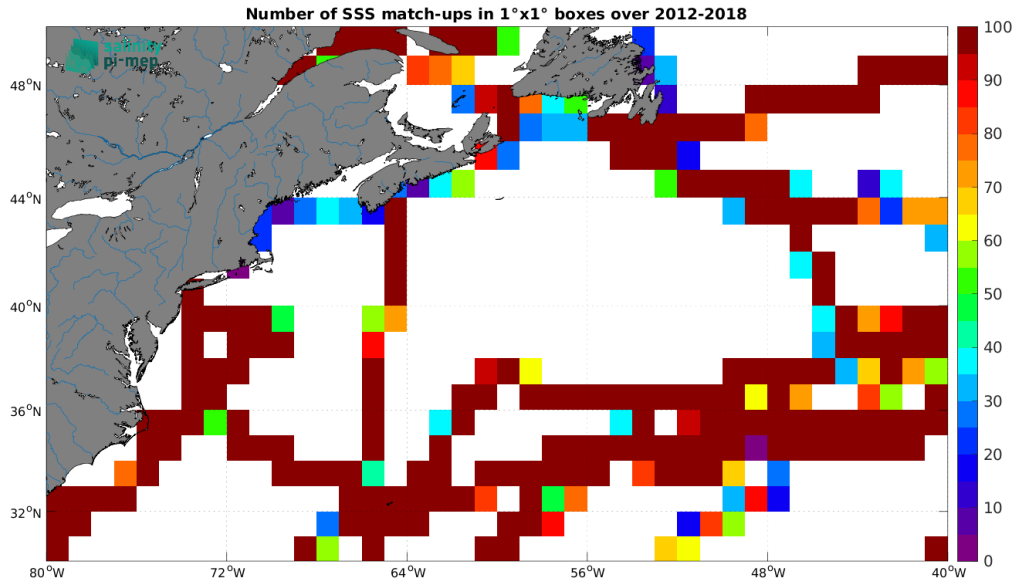 Number of SSS match-ups in 1°x1° boxes over 2012-2018
salinity
pi-mep
48°N
44°N
40°N
36°N
32°N
80°W
72°W
64°W
56°W
48°W
40°W
100
90
80
70
60
50
40
30
20
10
0